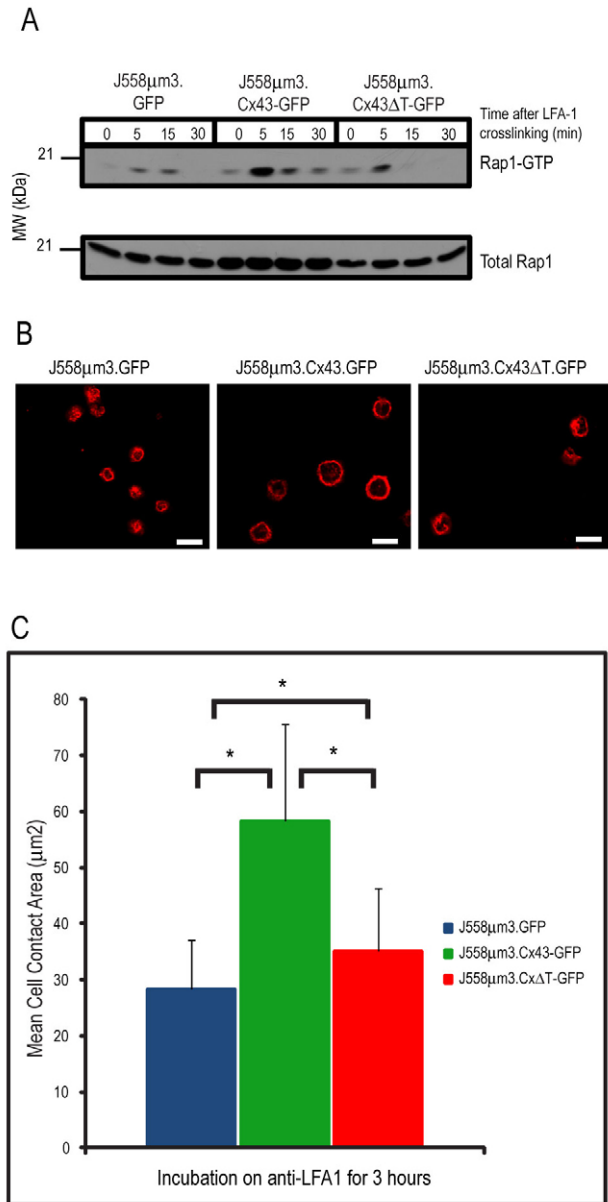 A
J558μm3.
GFP
J558μm3.
Cx43-GFP
J558μm3.
Cx43ΔT-GFP
Time after LFA-1
crosslinking (min)
0 5 15 30 0 5 15 30 0 5 15 30
MW (kDa)
21
Rap1-GTP
21
Total Rap1
B
J558μm3.GFP
J558μm3.Cx43.GFP
J558μm3.Cx43ΔT.GFP
C
Mean Cell Contact Area (μm2)
80
70
60
50
40
30
20
10
0
*
*
*
J558μm3.GFP
J558μm3.Cx43-GFP
J558μm3.CxΔT-GFP
Incubation on anti-LFA1 for 3 hours